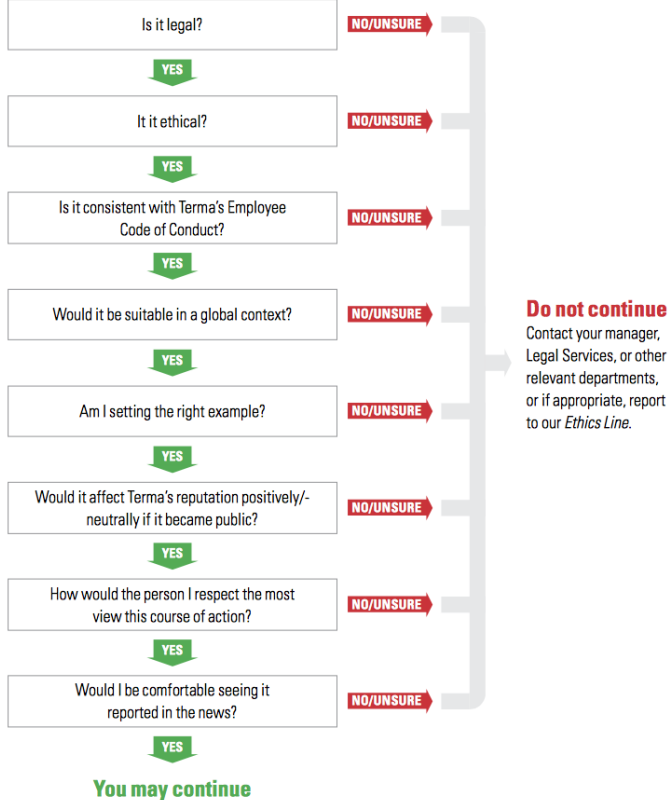 Is it legal?
NO/UNSURE
YES
It it ethical?
NO/UNSURE
YES
Is it consistent with Terma's Employee
Code of Conduct?
NO/UNSURE
YES
Would it be suitable in a global context?
NO/UNSURE
YES
Am I setting the right example?
NO/UNSURE
YES
Would it affect Terma's reputation positively/-
neutrally if it became public?
NO/UNSURE
YES
How would the person I respect the most
view this course of action?
NO/UNSURE
YES
Would I be comfortable seeing it
reported in the news?
NO/UNSURE
YES
You may continue
Do not continue
Contact your manager,
Legal Services, or other
relevant departments,
or if appropriate, report
to our Ethics Line.